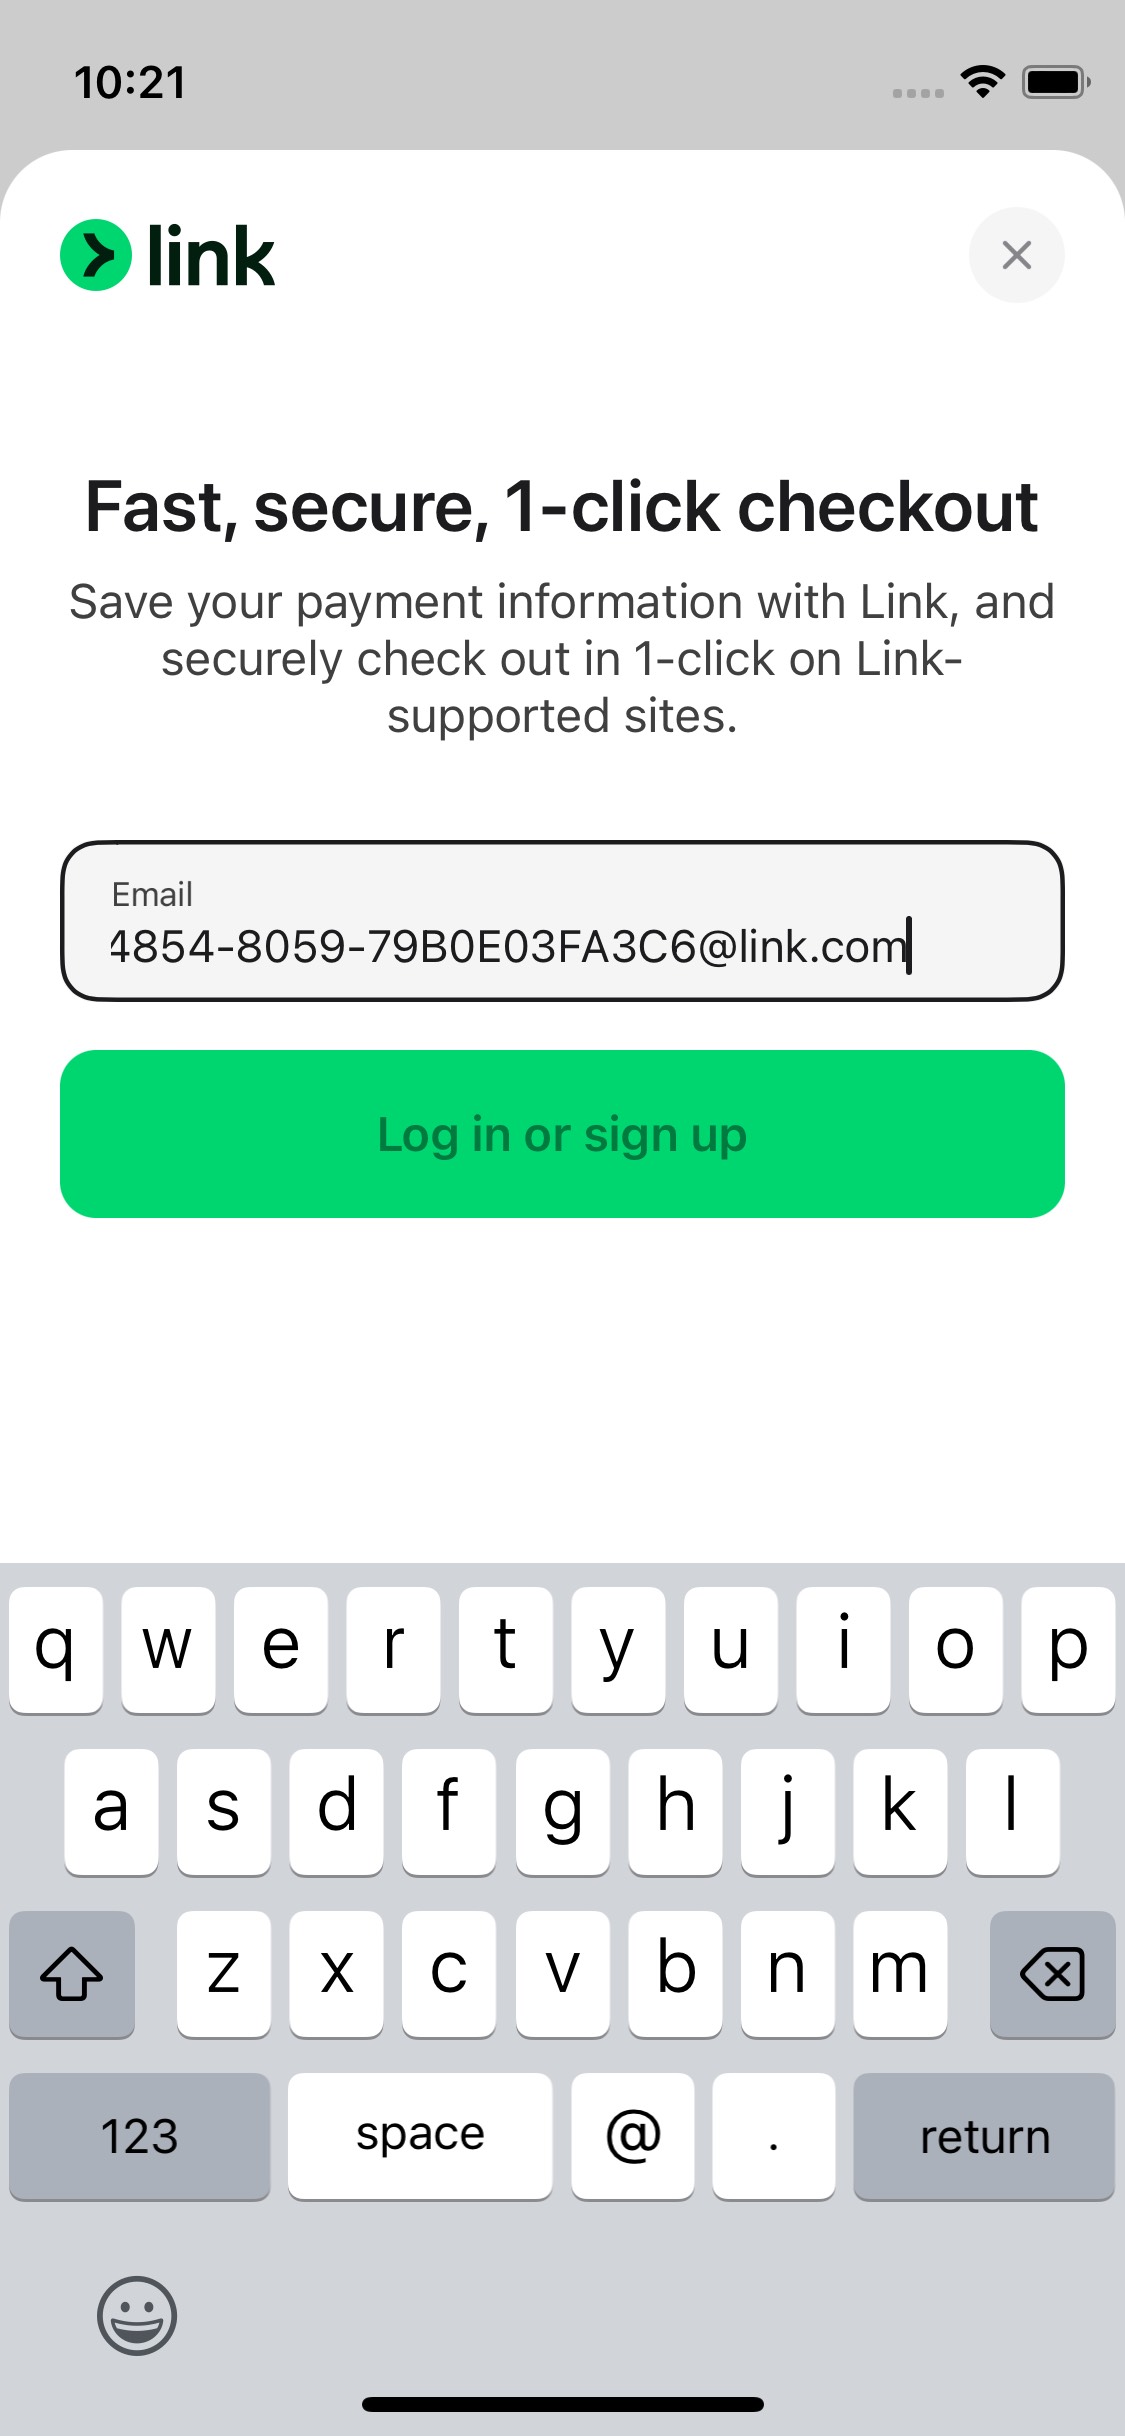 10:21
link
Fast, secure, 1-click checkout
Save your payment information with Link, and
securely check out in 1-click on Link-
supported sites.
Email
4854-8059-79B0E03FA3C6@link.com
Log in or sign up
q w e r t y u i o p
a s d f g h j k l
z x c v b n m
123 space @ . return